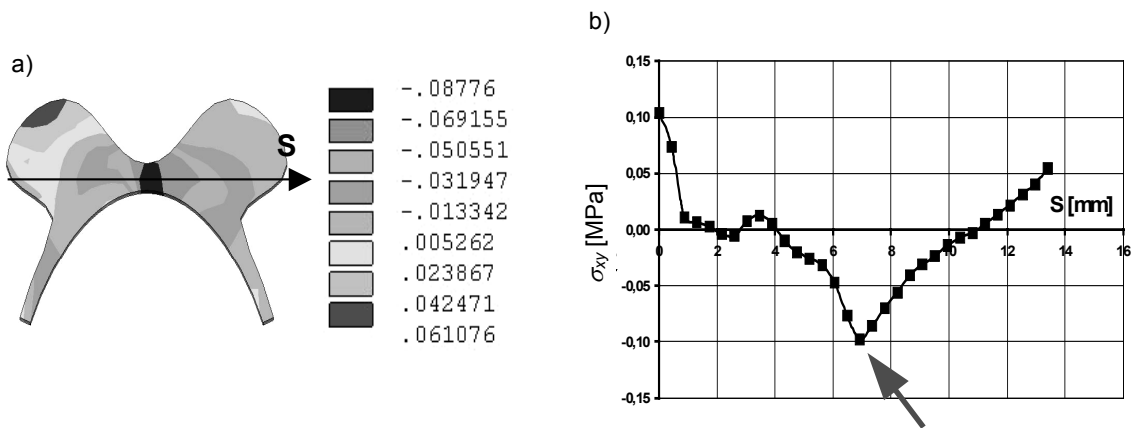 a)
S
-.08776
-.069155
-.050551
-.031947
-.013342
.005262
.023867
.042471
.061076
b)
0,15
0,10
0,05
0,00
-0,05
-0,10
-0,15
σxy [MPa]
0 2 4 6 8 10 12 14 16
S [mm]